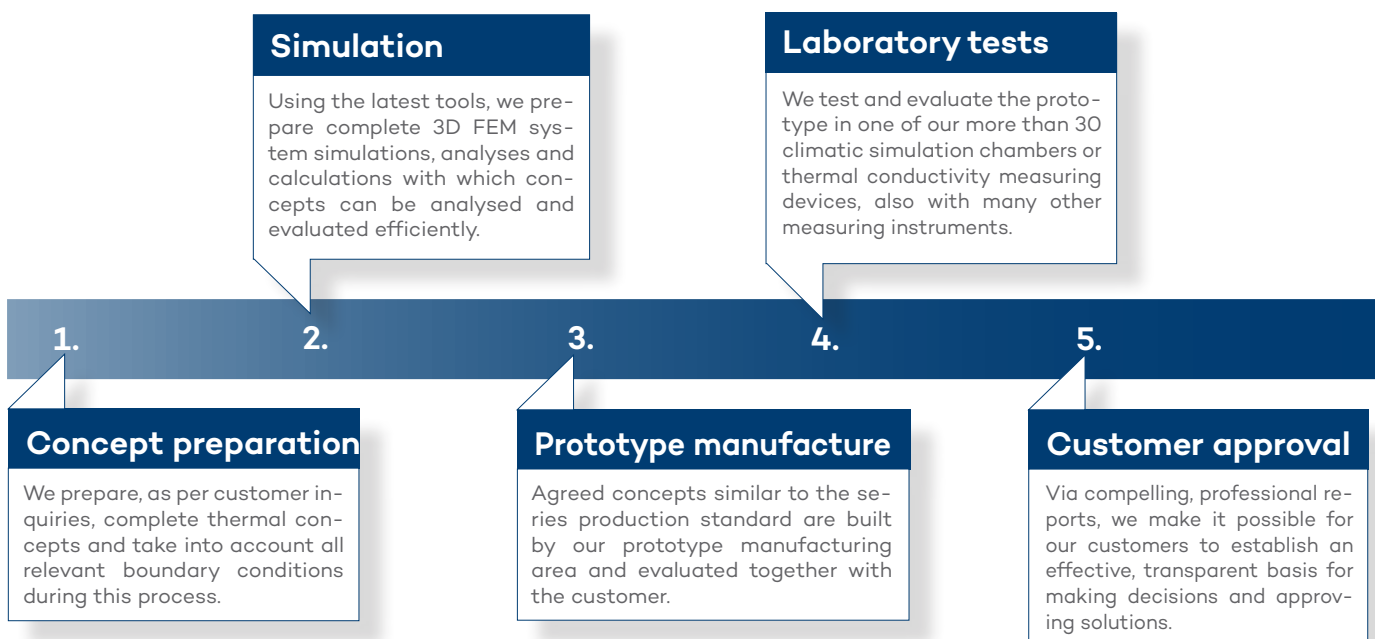 Simulation
Using the latest tools, we pre-
pare complete 3D FEM sys-
tem simulations, analyses and
calculations with which con-
cepts can be analysed and
evaluated efficiently.
Laboratory tests
We test and evaluate the proto-
type in one of our more than 30
climatic simulation chambers or
thermal conductivity measuring
devices, also with many other
measuring instruments.
1.
2.
3.
4.
5.
Concept preparation
We prepare, as per customer in-
quiries, complete thermal con-
cepts and take into account all
relevant boundary conditions
during this process.
Prototype manufacture
Agreed concepts similar to the se-
ries production standard are built
by our prototype manufacturing
area and evaluated together with
the customer.
Customer approval
Via compelling, professional re-
ports, we make it possible for
our customers to establish an
effective, transparent basis for
making decisions and approv-
ing solutions.